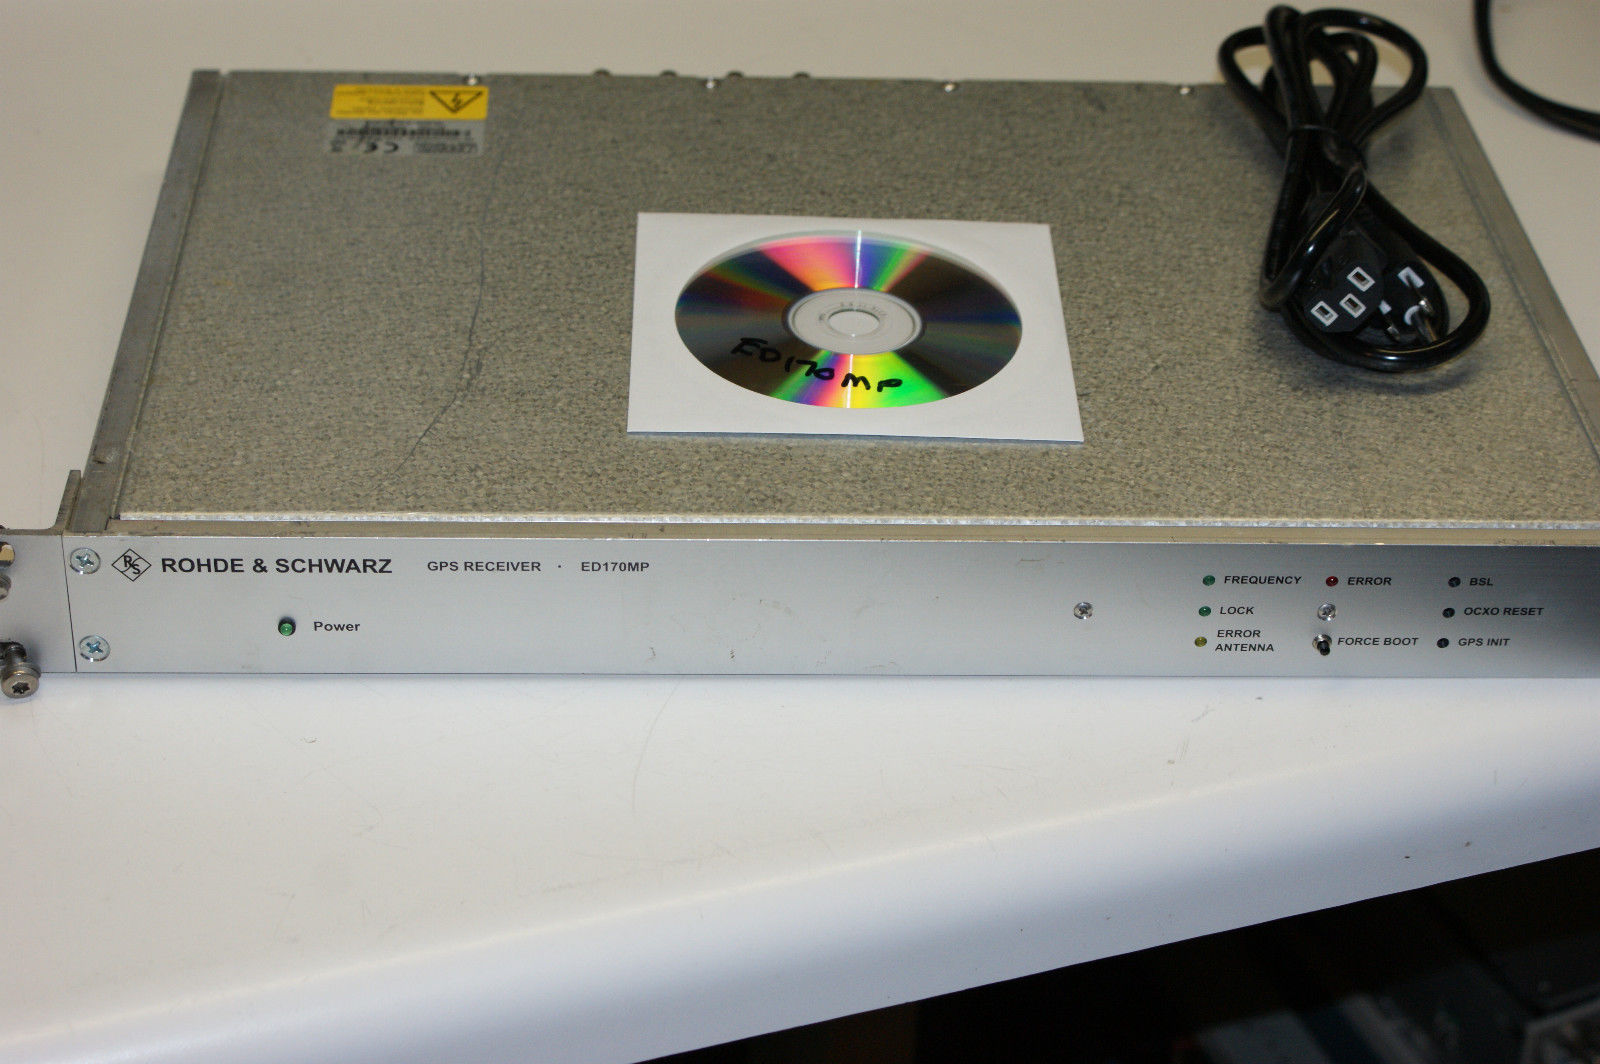 ED170MP
RS ROHDE & SCHWARZ GPS RECEIVER · ED170MP
Power
FREQUENCY
LOCK
ERROR
ANTENNA
ERROR
FORCE BOOT
BSL
OCXO RESET
GPS INIT